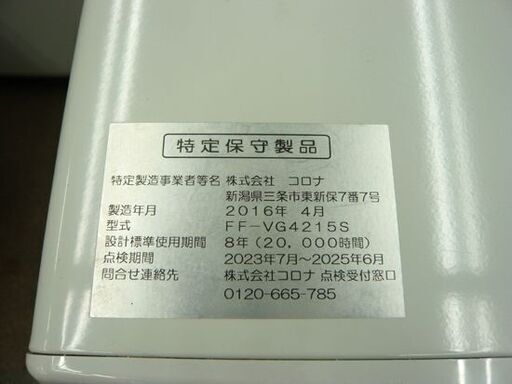 特定保守製品
特定製造事業者等名 株式会社 コロナ
新潟県三条市東新保7番7号
製造年月 2016年 4月
型式 FF-VG4215S
設計標準使用期間 8年(20,000時間)
点検期間 2023年7月~2025年6月
問合せ連絡先 株式会社コロナ 点検受付窓口
0120-665-785